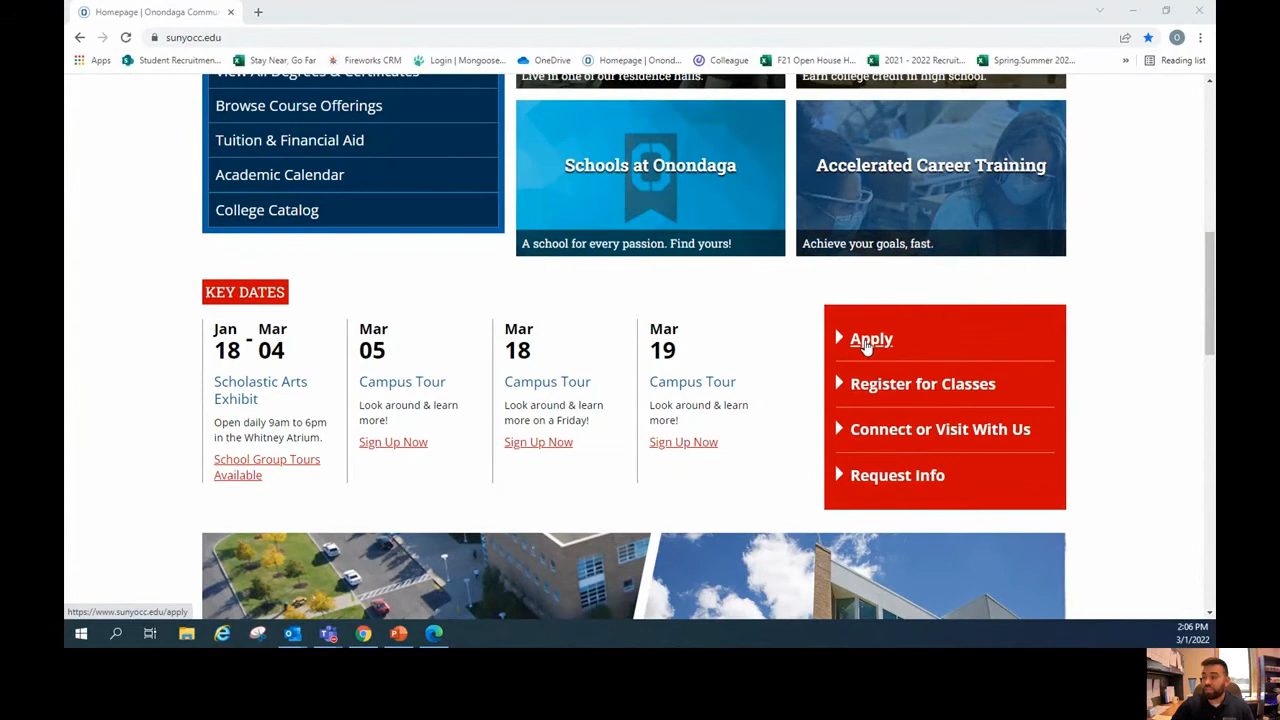 Homepage | Onondaga Commu
sunyocc.edu
Apps
Student Recruitmen...
Stay Near, Go Far
Fireworks CRM
Login | Mongoose...
OneDrive
Homepage | Onond...
Colleague
F21 Open House H...
2021 - 2022 Recruit...
Spring.Summer 202...
»
Reading list
View All Degrees & Certificates
Live in one of our residence halls.
Earn college credit in high school.
Browse Course Offerings
Tuition & Financial Aid
Academic Calendar
College Catalog
Schools at Onondaga
A school for every passion. Find yours!
Accelerated Career Training
Achieve your goals, fast.
KEY DATES
Jan
18 - Mar
04
Scholastic Arts
Exhibit
Open daily 9am to 6pm
in the Whitney Atrium.
School Group Tours
Available
Mar
05
Campus Tour
Look around & learn
more!
Sign Up Now
Mar
18
Campus Tour
Look around & learn
more on a Friday!
Sign Up Now
Mar
19
Campus Tour
Look around & learn
more!
Sign Up Now
Apply
Register for Classes
Connect or Visit With Us
Request Info
https://www.sunyocc.edu/apply
2:06 PM
3/1/2022